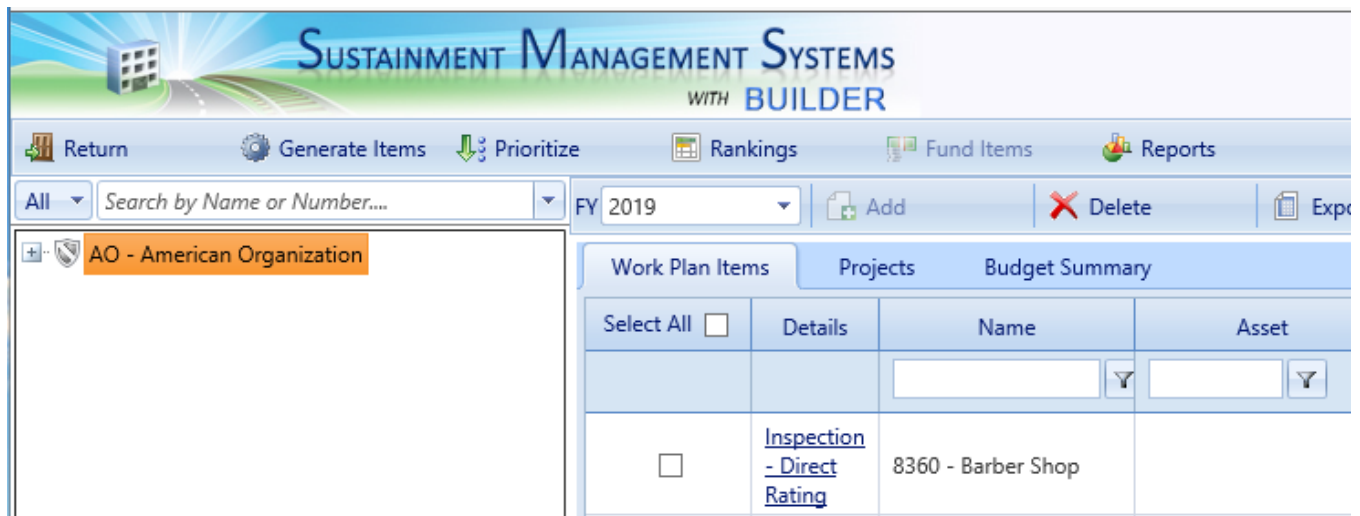 SUSTAINMENT MANAGEMENT SYSTEMS
WITH BUILDER
Return Generate Items Prioritize Rankings Fund Items Reports
All Search by Name or Number.... FY 2019 Add Delete Expo
AO - American Organization
Work Plan Items Projects Budget Summary
Select All Details Name Asset
Inspection
- Direct
Rating
8360 - Barber Shop